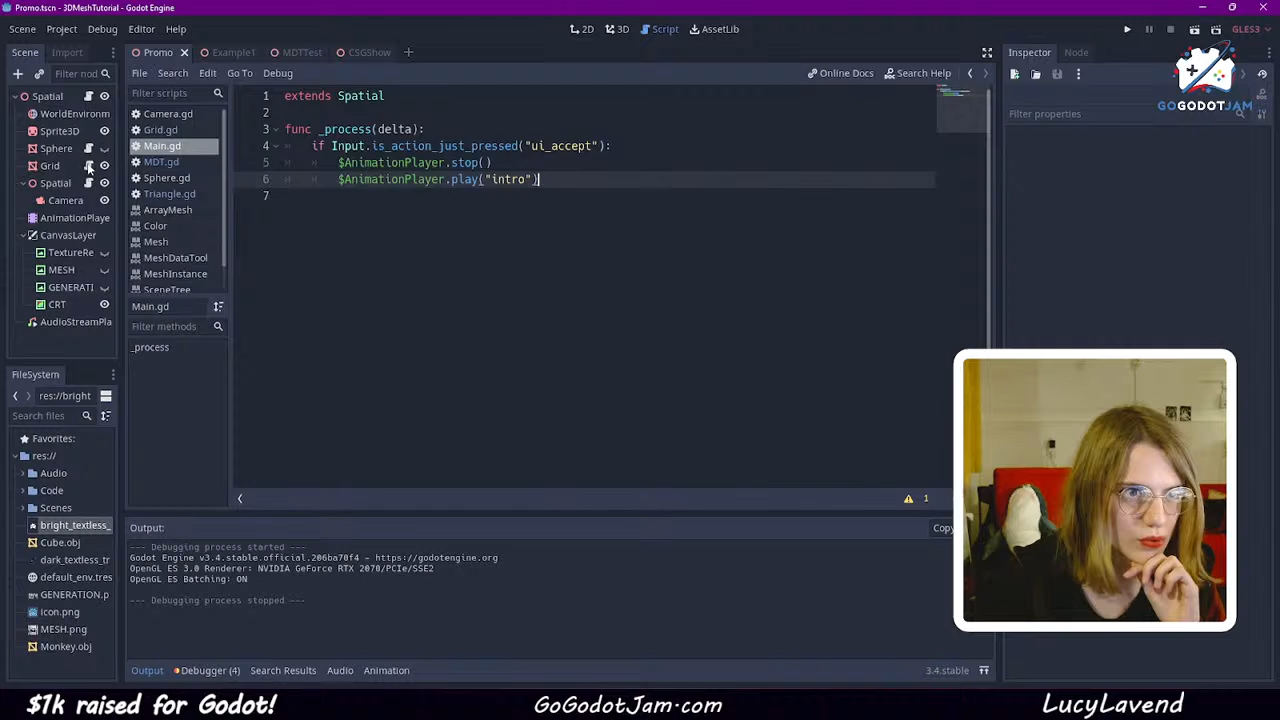 Promo.tscn - 3DMeshTutorial - Godot Engine
Scene Project Debug Editor Help
2D 3D Script AssetLib
GLES3
Scene Import
Promo Example1 MDTTest CSGShow
Inspector Node
Filter nod
File Search Edit Go To Debug
Online Docs Search Help
GOGODOTJAM
Filter properties
Spatial
WorldEnvironm
Sprite3D
Sphere
Grid
Spatial
Camera
AnimationPlaye
CanvasLayer
TextureRe
MESH
GENERATI
CRT
AudioStreamPla
Filter scripts
Camera.gd
Grid.gd
Main.gd
MDT.gd
Sphere.gd
Triangle.gd
ArrayMesh
Color
Mesh
MeshDataTool
MeshInstance
SceneTree
Main.gd
Filter methods
_process
1 extends Spatial
2
3 func _process(delta):
4 if Input.is_action_just_pressed("ui_accept"):
5 $AnimationPlayer.stop()
6 $AnimationPlayer.play("intro")
7
1
FileSystem
res://bright
Search files
Favorites:
res://
Audio
Code
Scenes
bright_textless_
Cube.obj
dark_textless_tr
default_env.tres
GENERATION.p
icon.png
MESH.png
Monkey.obj
Output:
Copy
--- Debugging process started ---
Godot Engine v3.4.stable.official.206ba70f4 - https://godotengine.org
OpenGL ES 3.0 Renderer: NVIDIA GeForce RTX 2070/PCIe/SSE2
OpenGL ES Batching: ON
--- Debugging process stopped ---
Output Debugger (4) Search Results Audio Animation
3.4.stable
$1k raised for Godot!
GoGodotJam.com
LucyLavend